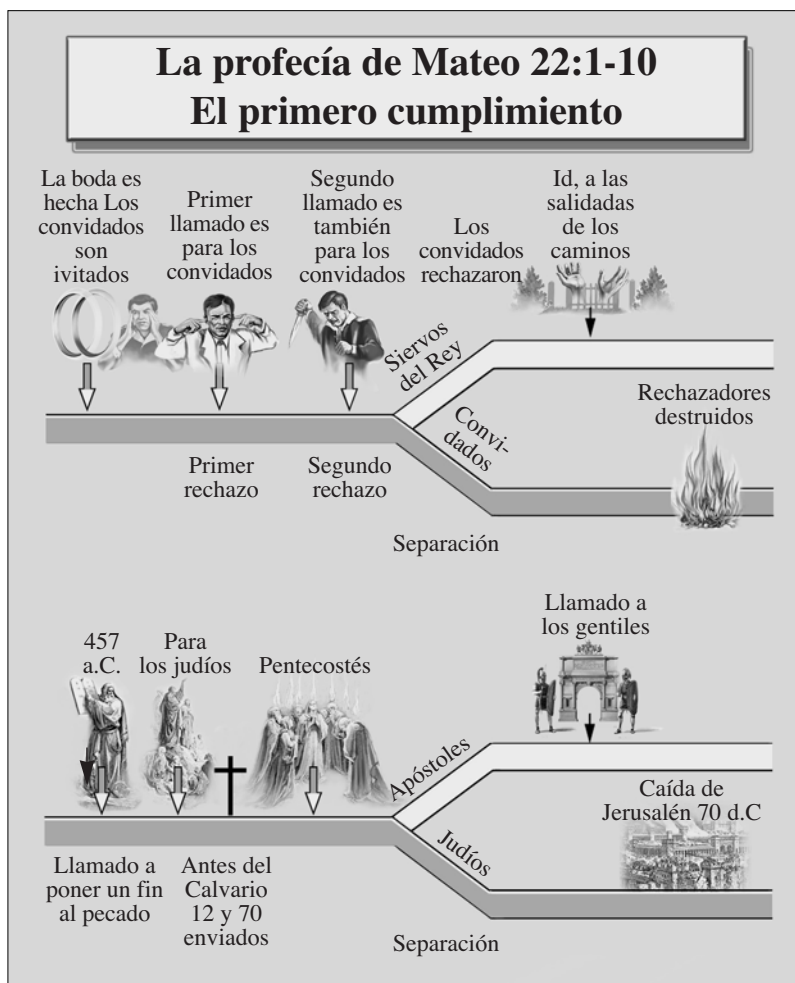 La profecía de Mateo 22:1-10
El primero cumplimiento
La boda es
hecha Los
convidados
son
ivitados
Primer
llamado es
para los
convidados
Segundo
llamado es
también
para los
convidados
Los
convidados
rechazaron
Id, a las
salidadas
de los
caminos
Siervos
del Rey
Convi-
dados
Rechazadores
destruidos
Primer
rechazo
Segundo
rechazo
Separación
457
a.C.
Para
los judíos
Pentecostés
Llamado a
los gentiles
Apóstoles
Judíos
Caída de
Jerusalén 70 d.C
Llamado a
poner un fin
al pecado
Antes del
Calvario
12 y 70
enviados
Separación